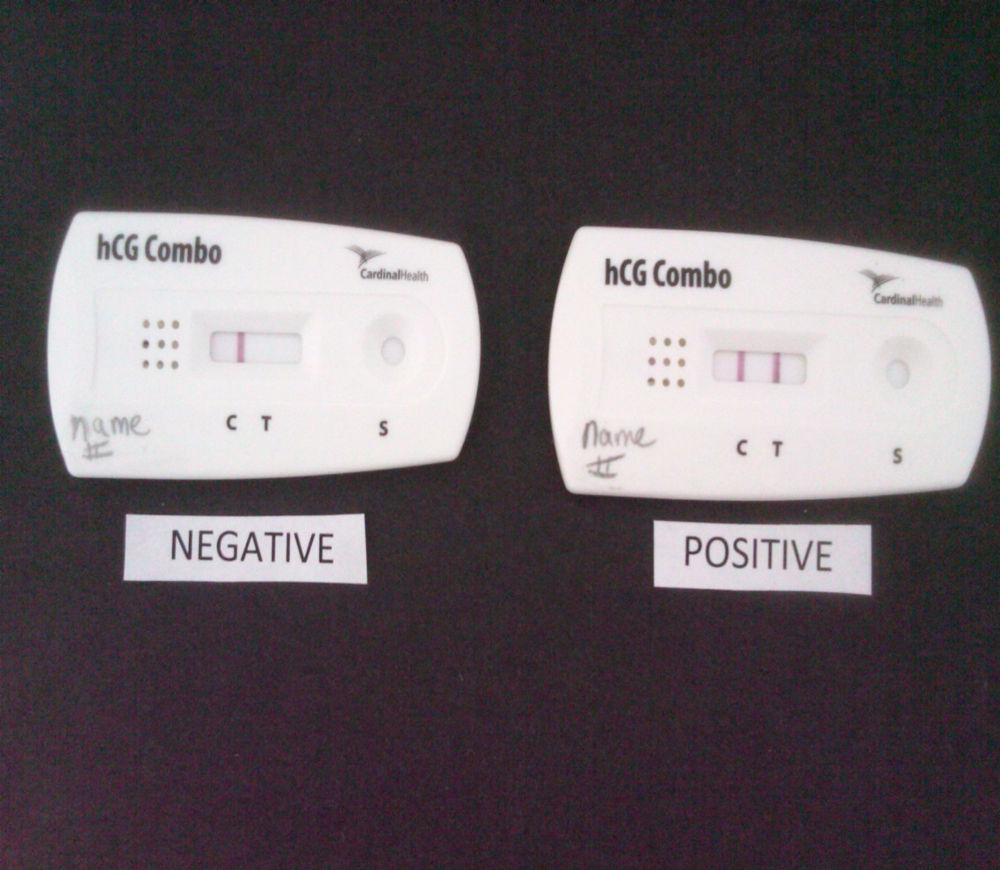 hCG Combo
CardinalHealth
C T
S
name
#
NEGATIVE
hCG Combo
CardinalHealth
C T
S
name
#
POSITIVE